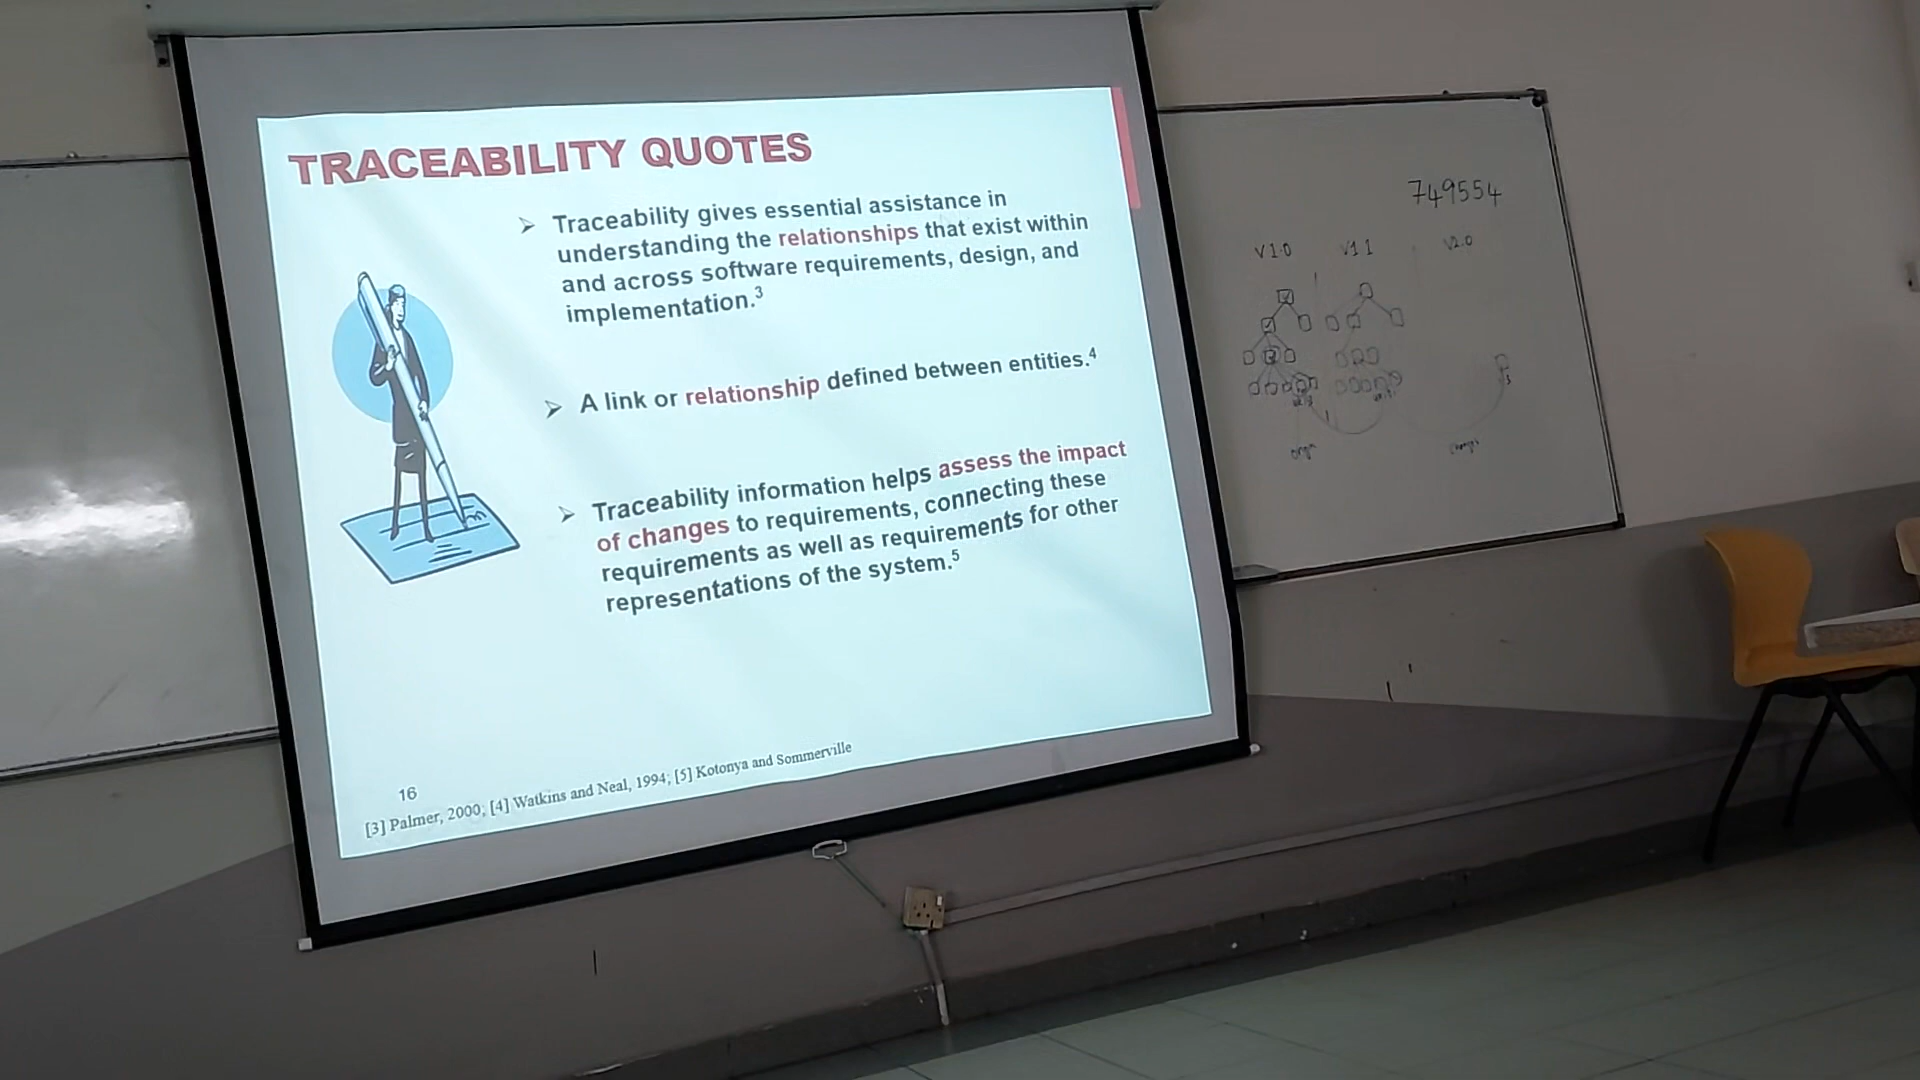 TRACEABILITY QUOTES
➢ Traceability gives essential assistance in
understanding the relationships that exist within
and across software requirements, design, and
implementation.³
➢ A link or relationship defined between entities.⁴
➢ Traceability information helps assess the impact
of changes to requirements, connecting these
requirements as well as requirements for other
representations of the system.⁵
16
[3] Palmer, 2000; [4] Watkins and Neal, 1994; [5] Kotonya and Sommerville
749554
V1.0 V1.1 V2.0